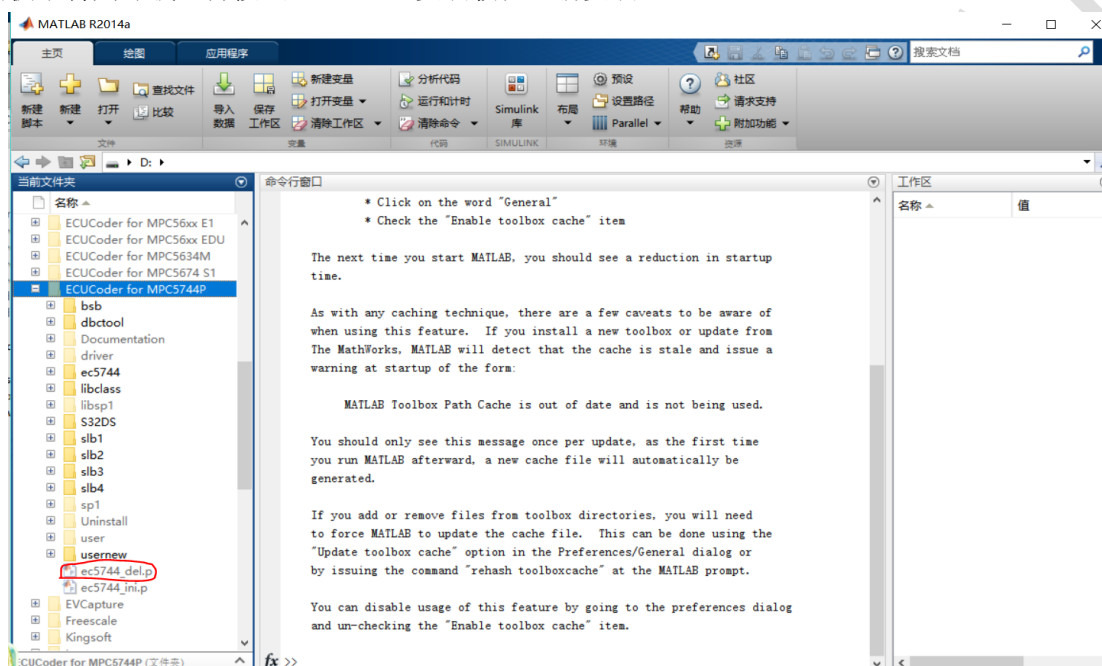 MATLAB R2014a
主页 绘图 应用程序 搜索文档
新建脚本 新建 打开 查找文件 比较 导入数据 保存工作区 新建变量 打开变量 清除工作区 分析代码 运行和计时 清除命令 Simulink 库 布局 预设 设置路径 Parallel 帮助 社区 请求支持 附加功能
文件 变量 代码 SIMULINK 环境 资源
D:
当前文件夹 命令行窗口 工作区
名称
ECUCoder for MPC56xx E1
ECUCoder for MPC56xx EDU
ECUCoder for MPC5634M
ECUCoder for MPC5674 S1
ECUCoder for MPC5744P
bsb
dbctool
Documentation
driver
ec5744
libclass
libsp1
S32DS
slb1
slb2
slb3
slb4
sp1
Uninstall
user
usernew
ec5744_del.p
ec5744_ini.p
EVCapture
Freescale
Kingsoft
CUCoder for MPC5744P (文件夹)
* Click on the word "General"
* Check the "Enable toolbox cache" item
The next time you start MATLAB, you should see a reduction in startup
time.
As with any caching technique, there are a few caveats to be aware of
when using this feature. If you install a new toolbox or update from
The MathWorks, MATLAB will detect that the cache is stale and issue a
warning at startup of the form:
MATLAB Toolbox Path Cache is out of date and is not being used.
You should only see this message once per update, as the first time
you run MATLAB afterward, a new cache file will automatically be
generated.
If you add or remove files from toolbox directories, you will need
to force MATLAB to update the cache file. This can be done using the
"Update toolbox cache" option in the Preferences/General dialog or
by issuing the command "rehash toolboxcache" at the MATLAB prompt.
You can disable usage of this feature by going to the preferences dialog
and un-checking the "Enable toolbox cache" item.
fx >>
名称 值